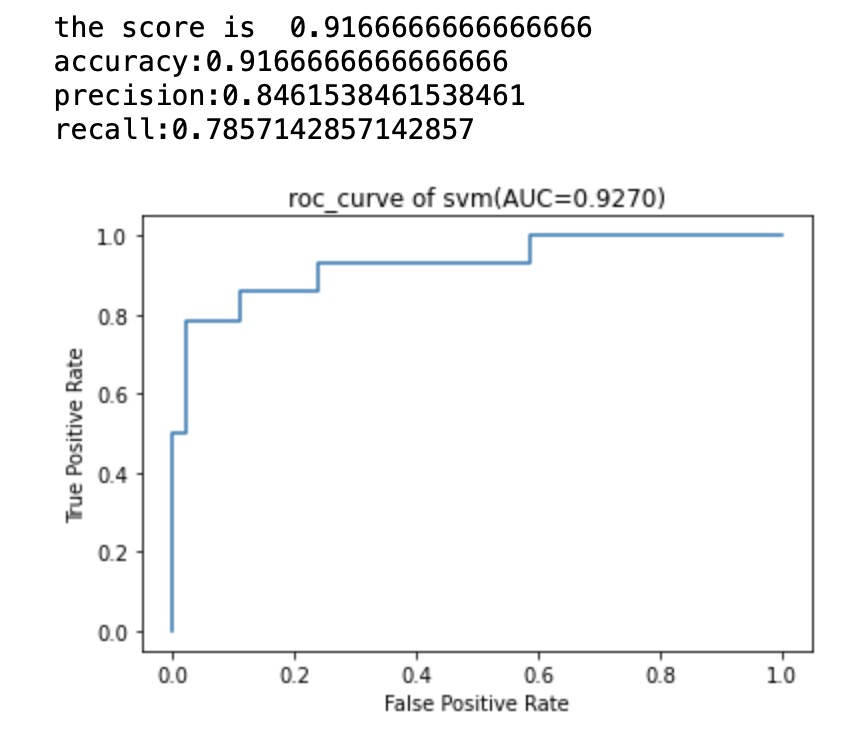 the score is  0.9166666666666666
accuracy:0.9166666666666666
precision:0.8461538461538461
recall:0.7857142857142857
roc_curve of svm(AUC=0.9270)
1.0
0.8
0.6
0.4
0.2
0.0
True Positive Rate
0.0 0.2 0.4 0.6 0.8 1.0
False Positive Rate